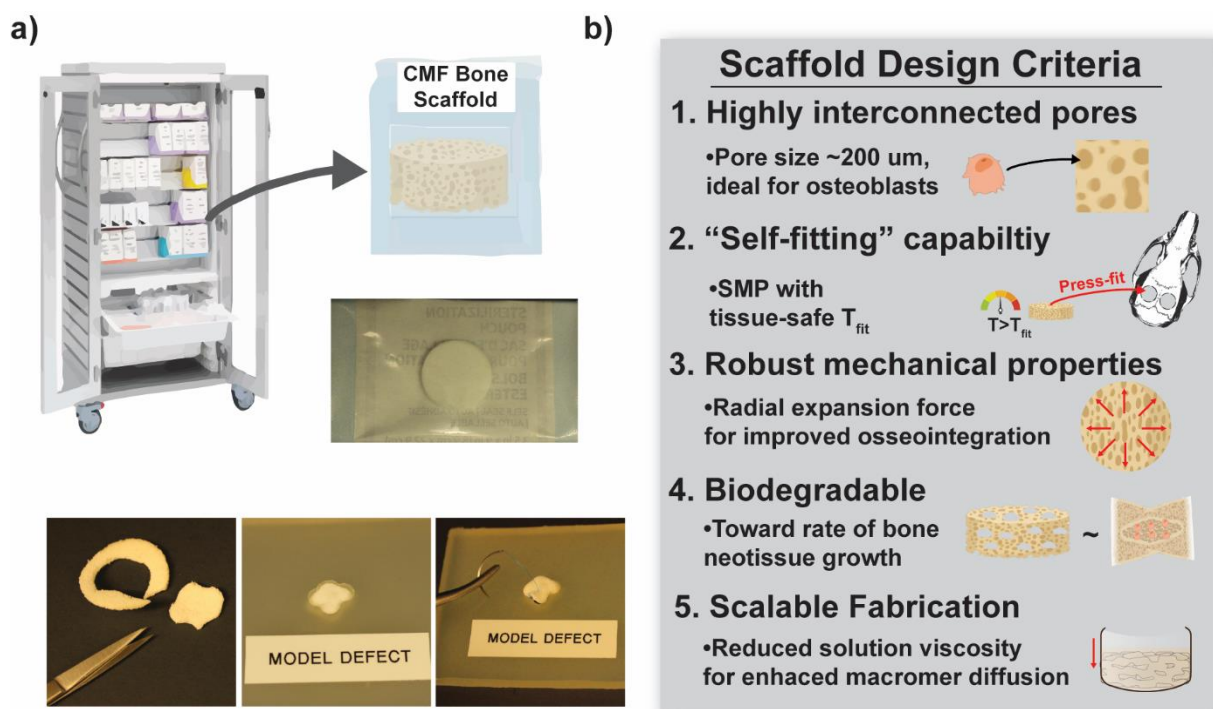 a)
CMF Bone
Scaffold
STERILIZATION
POUCH
MODEL DEFECT
MODEL DEFECT
b)
Scaffold Design Criteria
1. Highly interconnected pores
•Pore size ~200 um,
ideal for osteoblasts
2. “Self-fitting” capabiltiy
•SMP with
tissue-safe Tfit
T>Tfit
Press-fit
3. Robust mechanical properties
•Radial expansion force
for improved osseointegration
4. Biodegradable
•Toward rate of bone
neotissue growth
~
5. Scalable Fabrication
•Reduced solution viscosity
for enhaced macromer diffusion